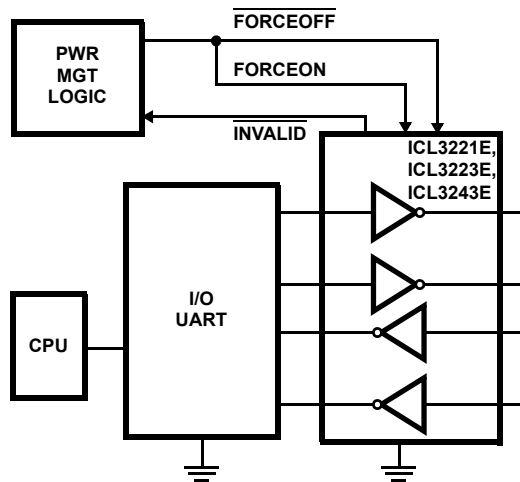 FORCEOFF
PWR
MGT
LOGIC
FORCEON
INVALID
ICL3221E,
ICL3223E,
ICL3243E
I/O
UART
CPU